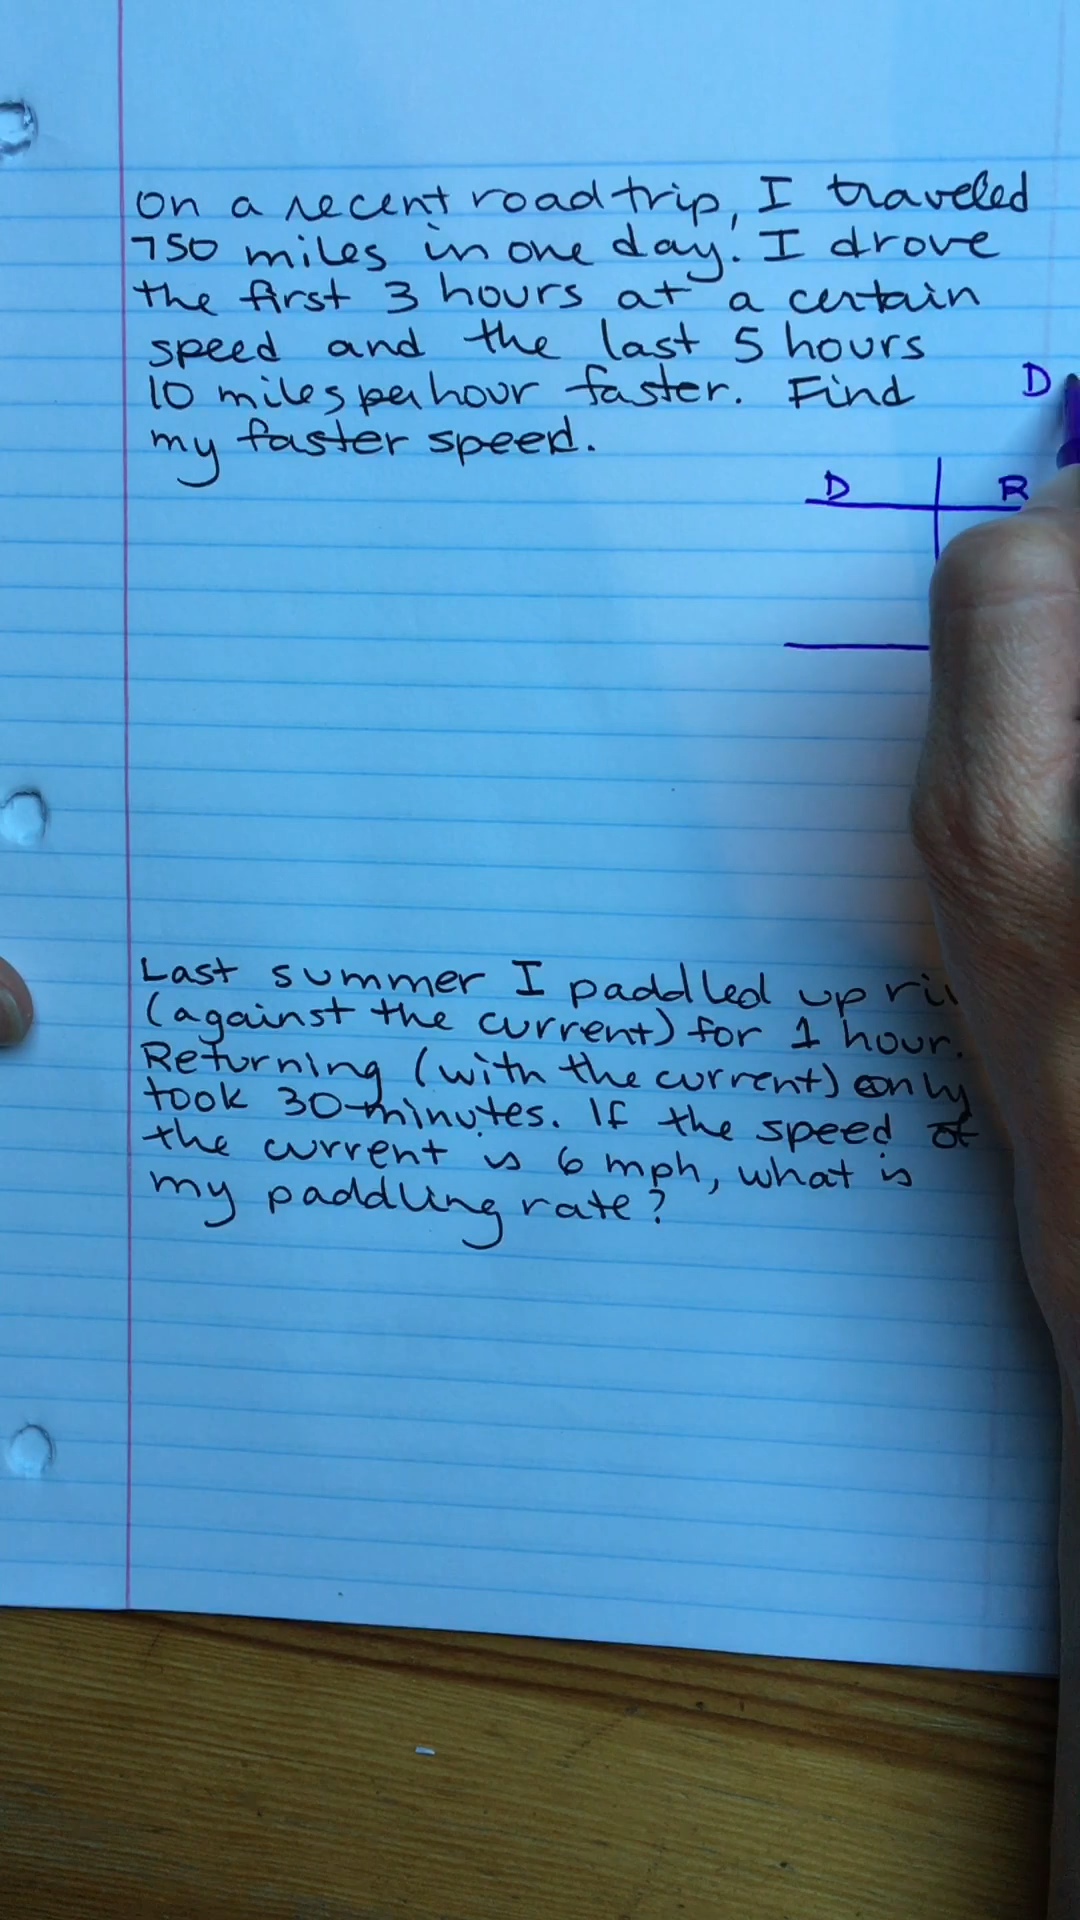 On a recent road trip, I traveled
750 miles in one day. I drove
the first 3 hours at a certain
speed and the last 5 hours
10 miles per hour faster. Find
my faster speed.
D
D R
Last summer I paddled up
(against the current) for 1 hour.
Returning (with the current) only
took 30 minutes. If the speed of
the current is 6 mph, what is
my paddling rate?